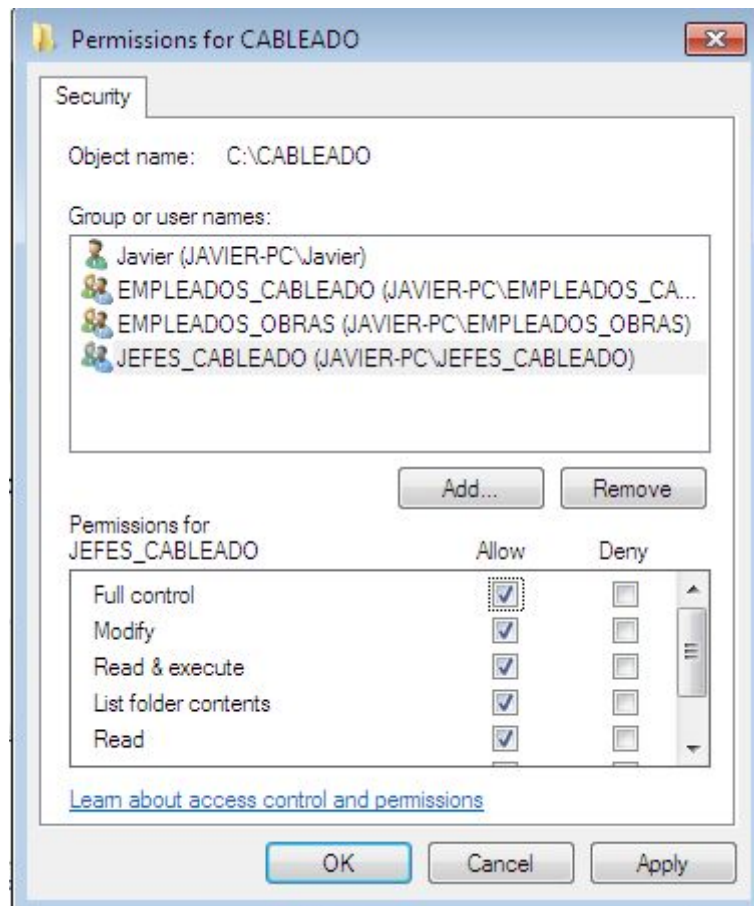 Permissions for CABLEADO
Security
Object name: C:\CABLEADO
Group or user names:
Javier (JAVIER-PC\Javier)
EMPLEADOS_CABLEADO (JAVIER-PC\EMPLEADOS_CA...
EMPLEADOS_OBRAS (JAVIER-PC\EMPLEADOS_OBRAS)
JEFES_CABLEADO (JAVIER-PC\JEFES_CABLEADO)
Add... Remove
Permissions for
JEFES_CABLEADO Allow Deny
Full control
Modify
Read & execute
List folder contents
Read
Learn about access control and permissions
OK Cancel Apply